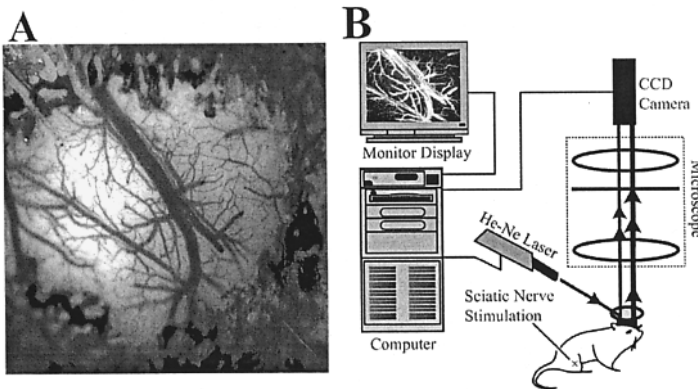 A
B
CCD
Camera
Monitor Display
Microscope
He-Ne Laser
Sciatic Nerve
Stimulation
x
Computer